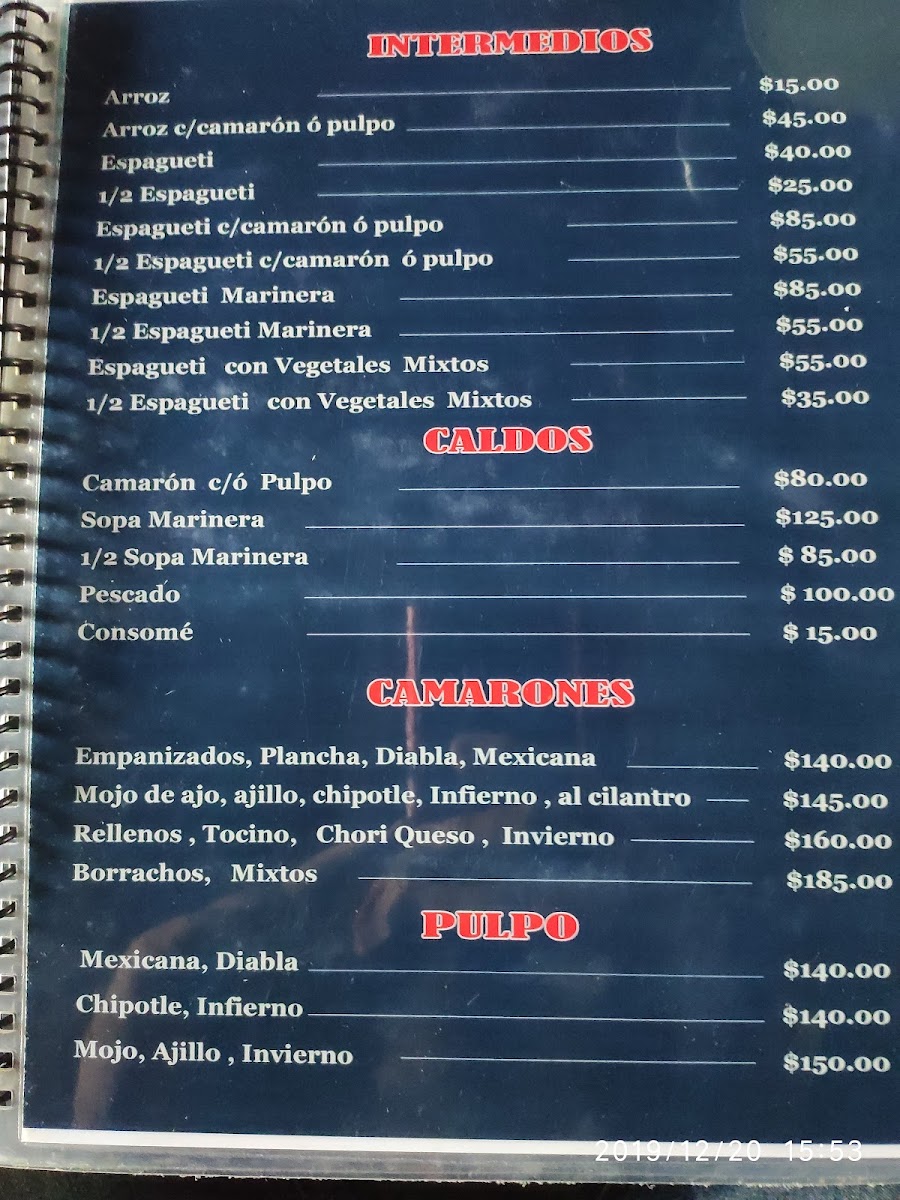 INTERMEDIOS
Arroz $15.00
Arroz c/camarón ó pulpo $45.00
Espagueti $40.00
1/2 Espagueti $25.00
Espagueti c/camarón ó pulpo $85.00
1/2 Espagueti c/camarón ó pulpo $55.00
Espagueti Marinera $85.00
1/2 Espagueti Marinera $55.00
Espagueti con Vegetales Mixtos $55.00
1/2 Espagueti con Vegetales Mixtos $35.00
CALDOS
Camarón c/ó Pulpo $80.00
Sopa Marinera $125.00
1/2 Sopa Marinera $ 85.00
Pescado $ 100.00
Consomé $ 15.00
CAMARONES
Empanizados, Plancha, Diabla, Mexicana $140.00
Mojo de ajo, ajillo, chipotle, Infierno , al cilantro $145.00
Rellenos , Tocino, Chori Queso , Invierno $160.00
Borrachos, Mixtos $185.00
PULPO
Mexicana, Diabla $140.00
Chipotle, Infierno $140.00
Mojo, Ajillo , Invierno $150.00
2019/12/20 15:53